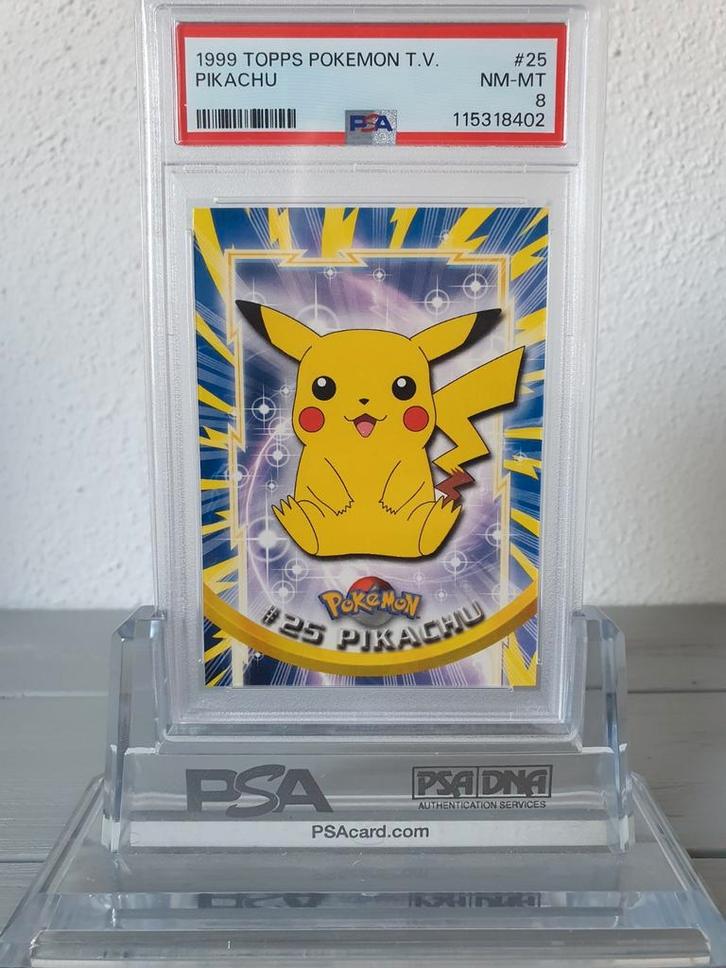 1999 TOPPS POKEMON T.V. #25
PIKACHU NM-MT
8
PSA 115318402
POKéMON
#25 PIKACHU
PSA PSA DNA
AUTHENTICATION SERVICES
PSAcard.com